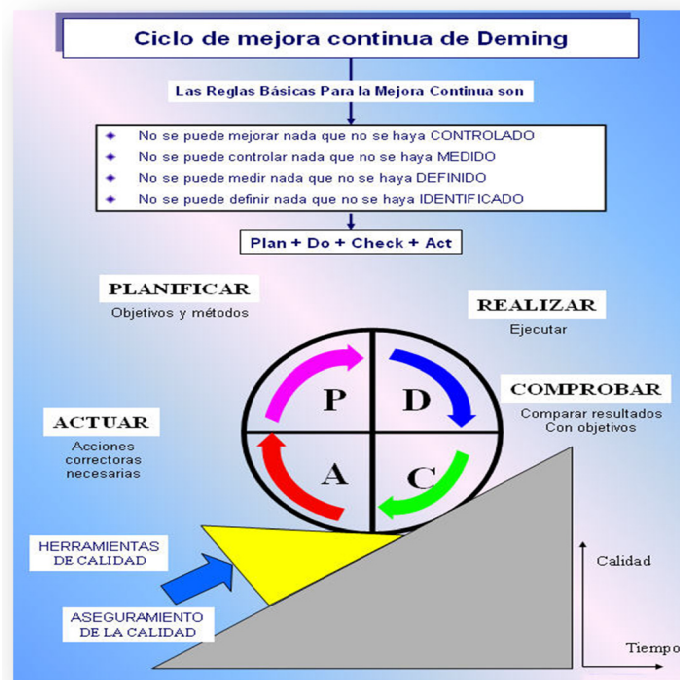 Ciclo de mejora continua de Deming
Las Reglas Básicas Para la Mejora Continua son
No se puede mejorar nada que no se haya CONTROLADO
No se puede controlar nada que no se haya MEDIDO
No se puede medir nada que no se haya DEFINIDO
No se puede definir nada que no se haya IDENTIFICADO
Plan + Do + Check + Act
PLANIFICAR
Objetivos y métodos
REALIZAR
Ejecutar
P
D
COMPROBAR
Comparar resultados
Con objetivos
ACTUAR
Acciones
correctoras
necesarias
A
C
HERRAMIENTAS
DE CALIDAD
ASEGURAMIENTO
DE LA CALIDAD
Calidad
Tiempo